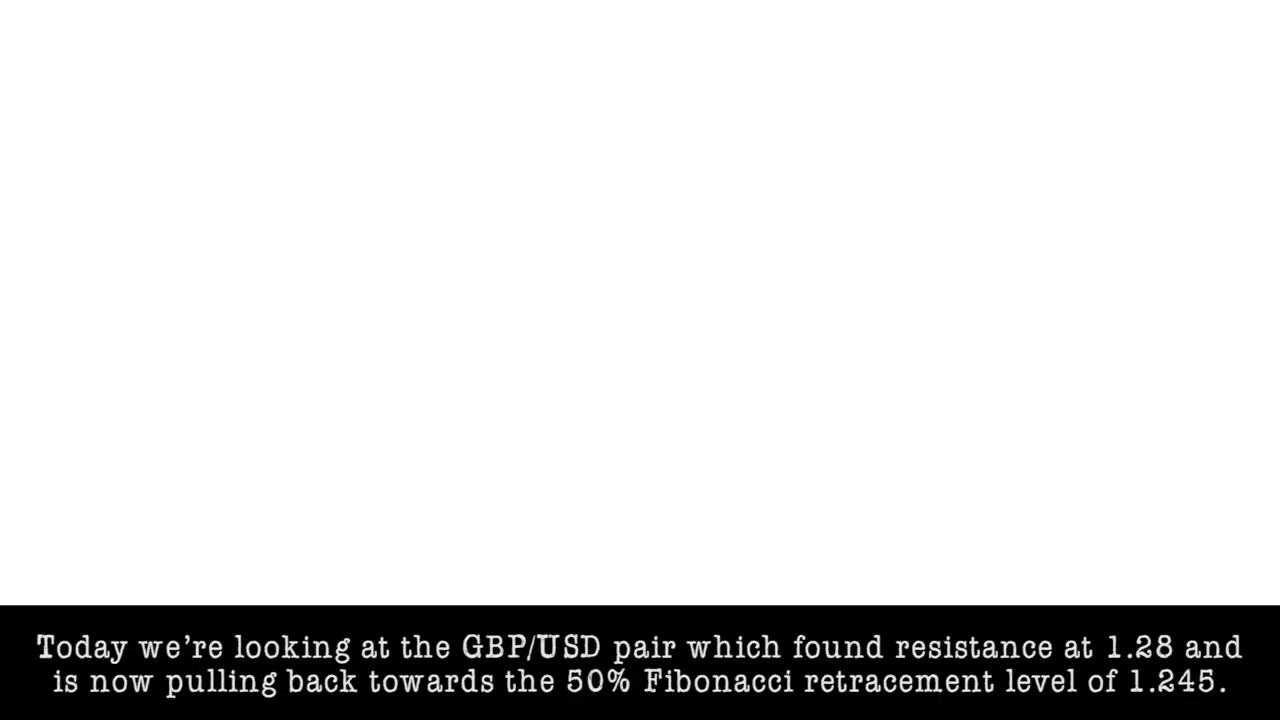 Today we're looking at the GBP/USD pair which found resistance at 1.28 and
is now pulling back towards the 50% Fibonacci retracement level of 1.245.